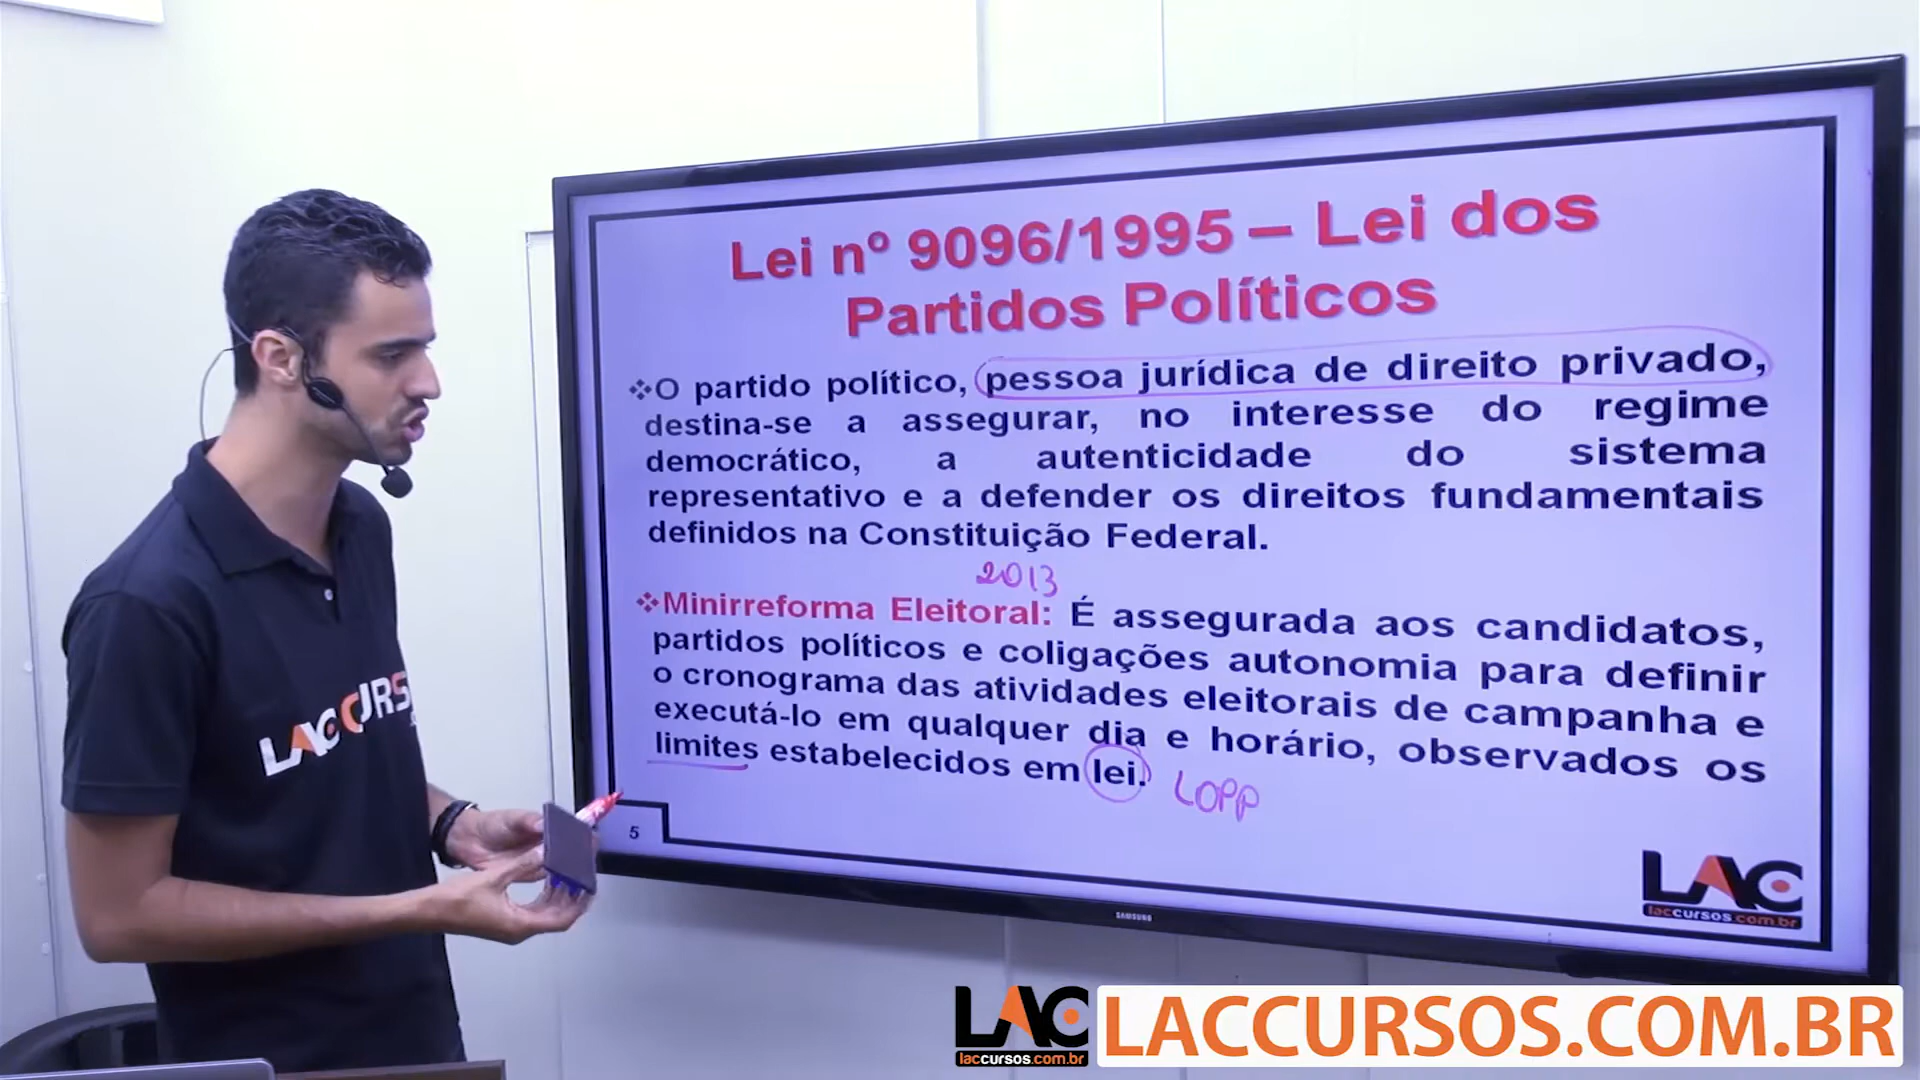 Lei nº 9096/1995 – Lei dos
Partidos Políticos
❖O partido político, pessoa jurídica de direito privado,
destina-se a assegurar, no interesse do regime
democrático, a autenticidade do sistema
representativo e a defender os direitos fundamentais
definidos na Constituição Federal.
2013
❖Minirreforma Eleitoral: É assegurada aos candidatos,
partidos políticos e coligações autonomia para definir
o cronograma das atividades eleitorais de campanha e
executá-lo em qualquer dia e horário, observados os
limites estabelecidos em lei. LOPP
5
LAC
laccursos.com.br
SAMSUNG
LAC CURS
LAC
laccursos.com.br
LACCURSOS.COM.BR